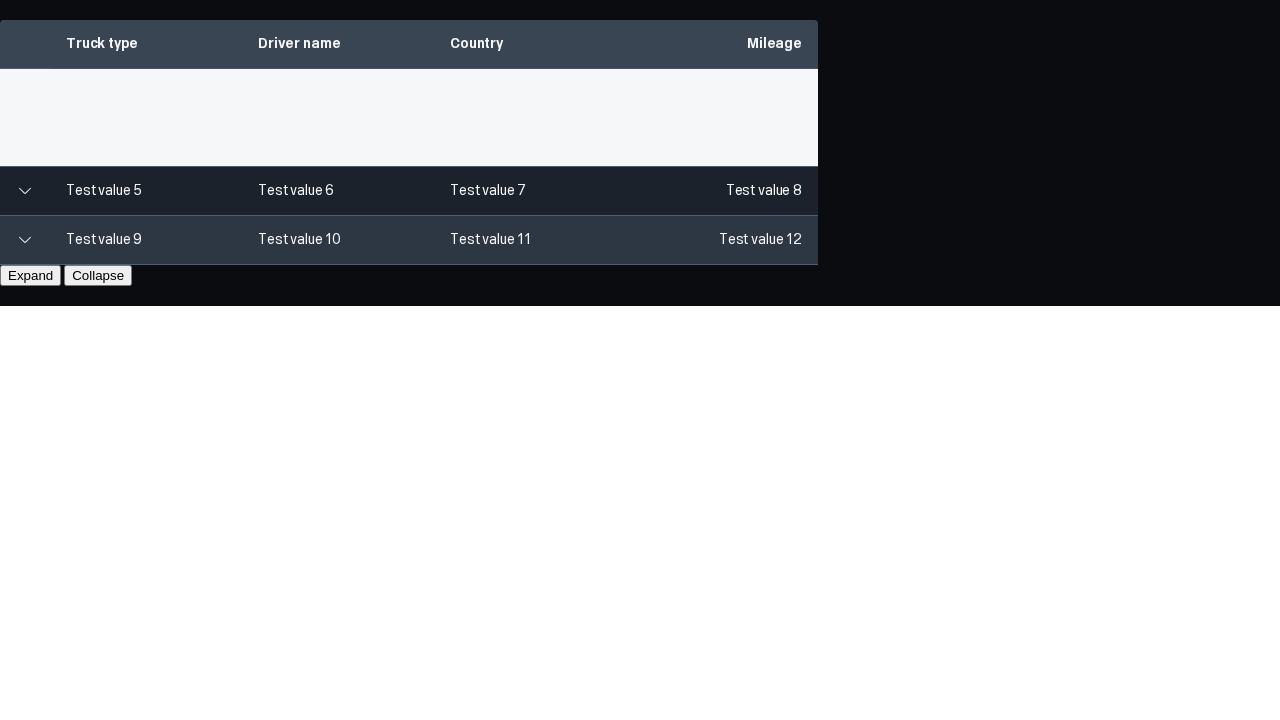 Truck type Driver name Country Mileage
Test value 5 Test value 6 Test value 7 Test value 8
Test value 9 Test value 10 Test value 11 Test value 12
Expand Collapse